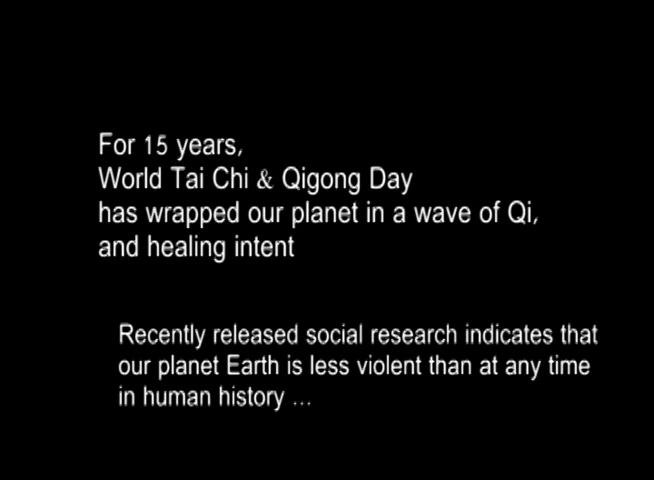 For 15 years,
World Tai Chi & Qigong Day
has wrapped our planet in a wave of Qi,
and healing intent
Recently released social research indicates that
our planet Earth is less violent than at any time
in human history ...